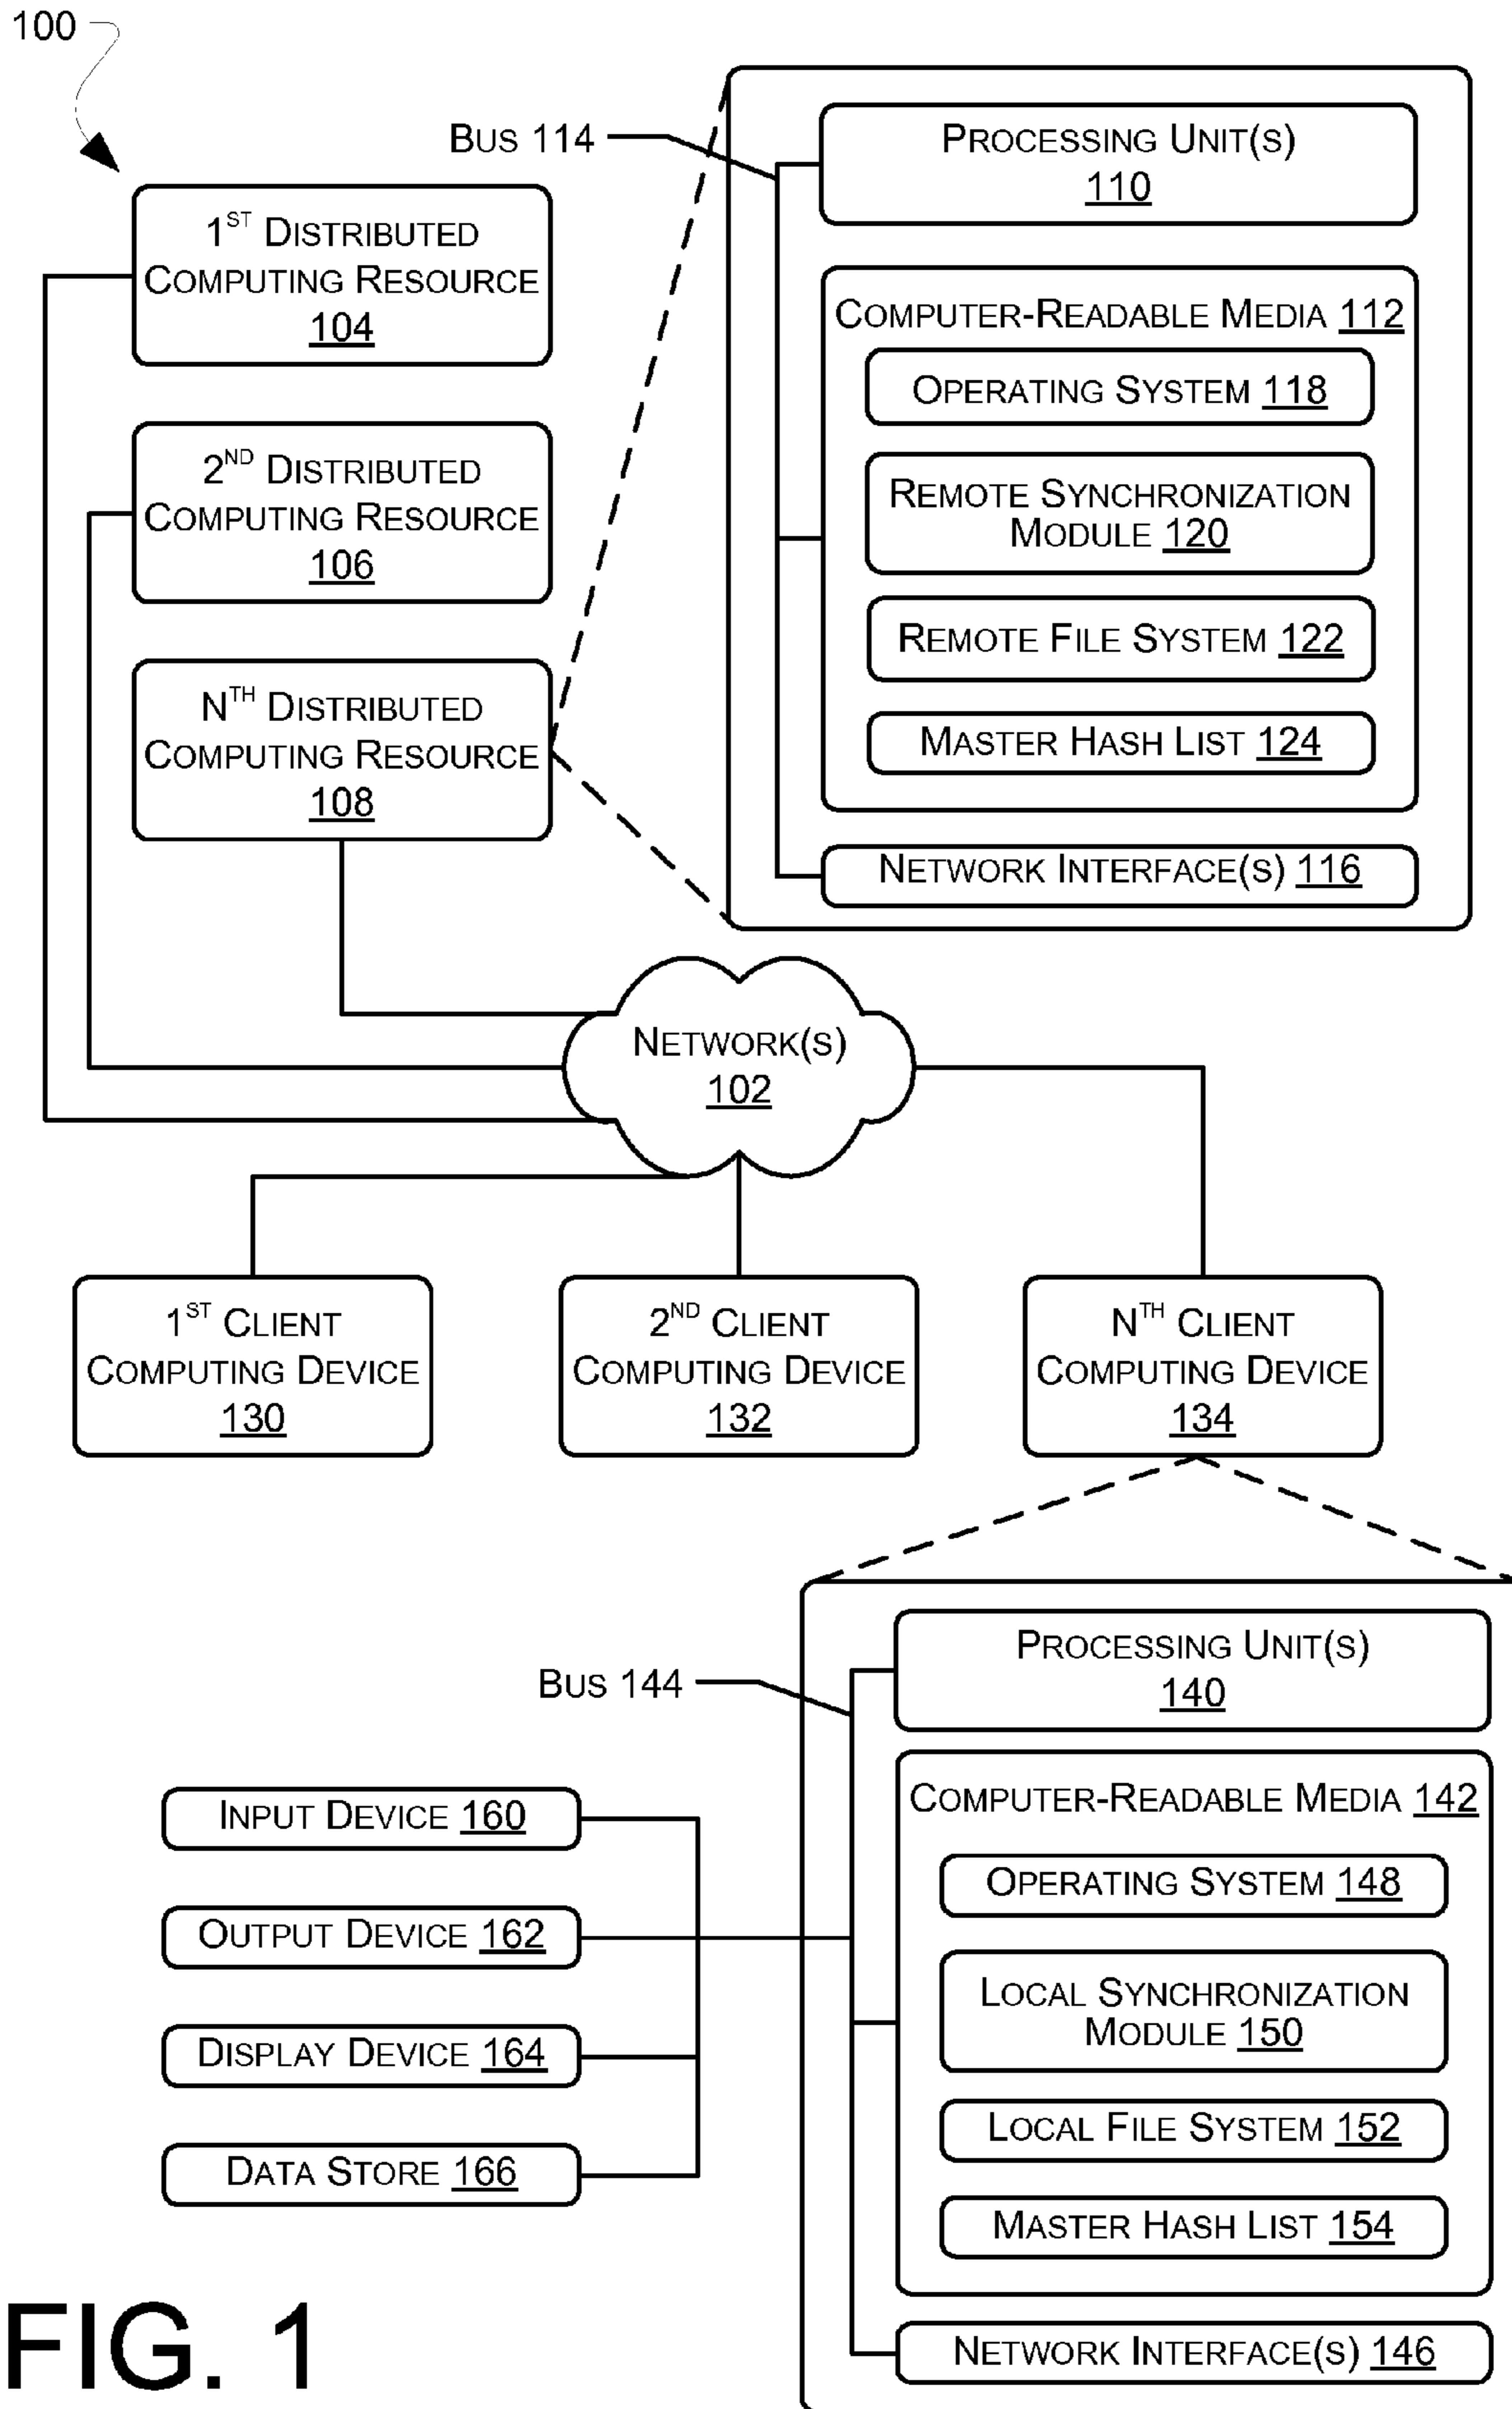 100
BUS 114
PROCESSING UNIT(S)
110
1ST DISTRIBUTED
COMPUTING RESOURCE
104
COMPUTER-READABLE MEDIA 112
OPERATING SYSTEM 118
2ND DISTRIBUTED
COMPUTING RESOURCE
106
REMOTE SYNCHRONIZATION
MODULE 120
REMOTE FILE SYSTEM 122
NTH DISTRIBUTED
COMPUTING RESOURCE
108
MASTER HASH LIST 124
NETWORK INTERFACE(S) 116
NETWORK(S)
102
1ST CLIENT
COMPUTING DEVICE
130
2ND CLIENT
COMPUTING DEVICE
132
NTH CLIENT
COMPUTING DEVICE
134
BUS 144
PROCESSING UNIT(S)
140
INPUT DEVICE 160
OUTPUT DEVICE 162
DISPLAY DEVICE 164
DATA STORE 166
COMPUTER-READABLE MEDIA 142
OPERATING SYSTEM 148
LOCAL SYNCHRONIZATION
MODULE 150
LOCAL FILE SYSTEM 152
MASTER HASH LIST 154
NETWORK INTERFACE(S) 146
FIG. 1